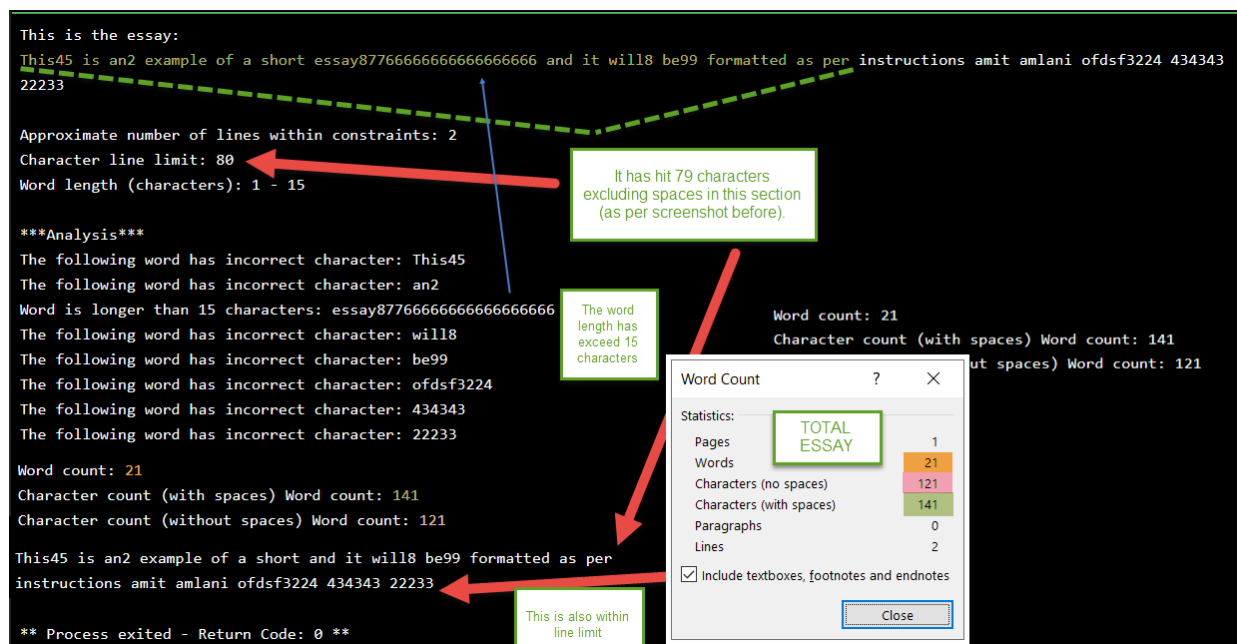 This is the essay:
This45 is an2 example of a short essay87766666666666666666 and it will8 be99 formatted as per instructions amit amlani ofdsf3224 434343
22233
Approximate number of lines within constraints: 2
Character line limit: 80
Word length (characters): 1 - 15
It has hit 79 characters
excluding spaces in this section
(as per screenshot before).
***Analysis***
The following word has incorrect character: This45
The following word has incorrect character: an2
Word is longer than 15 characters: essay87766666666666666666
The following word has incorrect character: will8
The following word has incorrect character: be99
The following word has incorrect character: ofdsf3224
The following word has incorrect character: 434343
The following word has incorrect character: 22233
The word
length has
exceed 15
characters
Word count: 21
Character count (with spaces) Word count: 141
ut spaces) Word count: 121
Word count: 21
Character count (with spaces) Word count: 141
Character count (without spaces) Word count: 121
This45 is an2 example of a short and it will8 be99 formatted as per
instructions amit amlani ofdsf3224 434343 22233
This is also within
line limit
** Process exited - Return Code: 0 **
Word Count ?
Statistics:
TOTAL
ESSAY
Pages 1
Words 21
Characters (no spaces) 121
Characters (with spaces) 141
Paragraphs 0
Lines 2
Include textboxes, footnotes and endnotes
Close